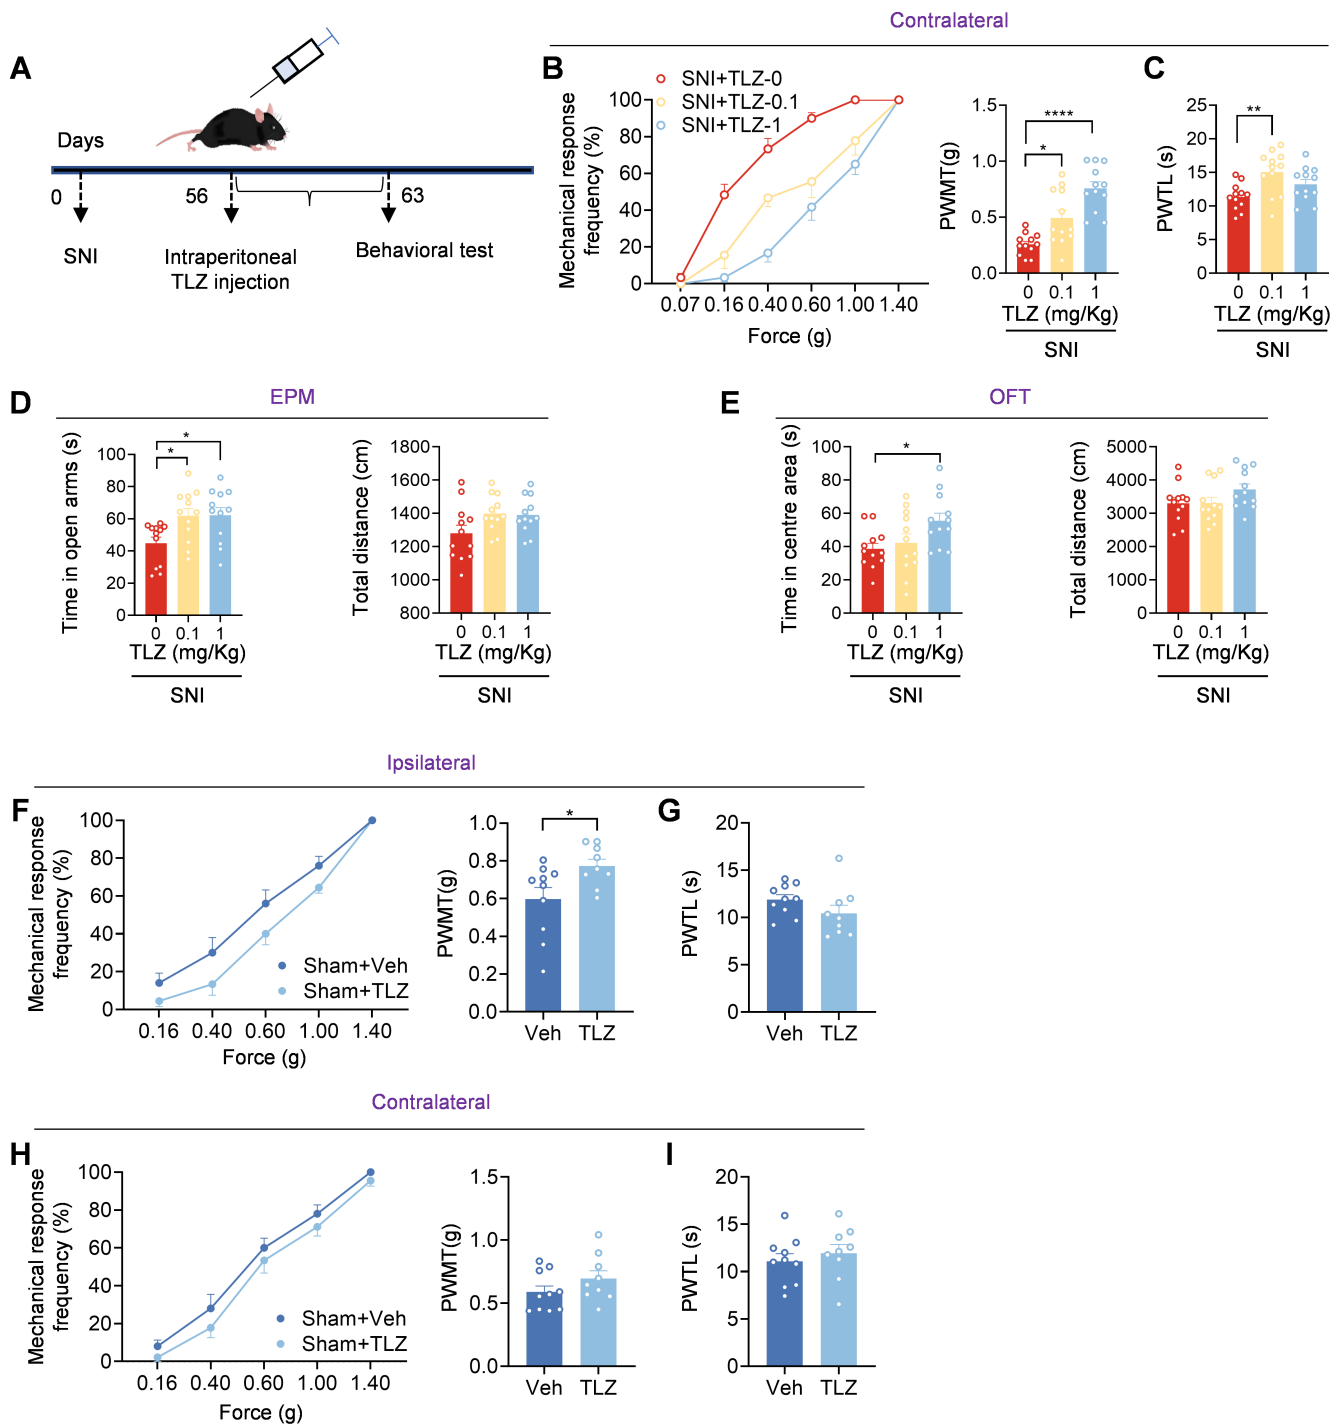 Contralateral
A
Days
0
56
63
SNI
Intraperitoneal
TLZ injection
Behavioral test
B
SNI+TLZ-0
SNI+TLZ-0.1
SNI+TLZ-1
Mechanical response
frequency (%)
100
80
60
40
20
0
0.07 0.16 0.40 0.60 1.00 1.40
Force (g)
PWMT(g)
1.5
1.0
0.5
0.0
****
*
0 0.1 1
TLZ (mg/Kg)
SNI
C
PWTL (s)
25
20
15
10
5
0
**
0 0.1 1
TLZ (mg/Kg)
SNI
D
EPM
Time in open arms (s)
100
80
60
40
20
0
*
*
0 0.1 1
TLZ (mg/Kg)
SNI
Total distance (cm)
1800
1600
1400
1200
1000
800
0 0.1 1
TLZ (mg/Kg)
SNI
E
OFT
Time in centre area (s)
100
80
60
40
20
0
*
0 0.1 1
TLZ (mg/Kg)
SNI
Total distance (cm)
5000
4000
3000
2000
1000
0
0 0.1 1
TLZ (mg/Kg)
SNI
Ipsilateral
F
Mechanical response
frequency (%)
100
80
60
40
20
0
Sham+Veh
Sham+TLZ
0.16 0.40 0.60 1.00 1.40
Force (g)
PWMT(g)
1.0
0.8
0.6
0.4
0.2
0.0
*
Veh TLZ
G
PWTL (s)
20
15
10
5
0
Veh TLZ
Contralateral
H
Mechanical response
frequency (%)
100
80
60
40
20
0
Sham+Veh
Sham+TLZ
0.16 0.40 0.60 1.00 1.40
Force (g)
PWMT(g)
1.5
1.0
0.5
0.0
Veh TLZ
I
PWTL (s)
20
15
10
5
0
Veh TLZ